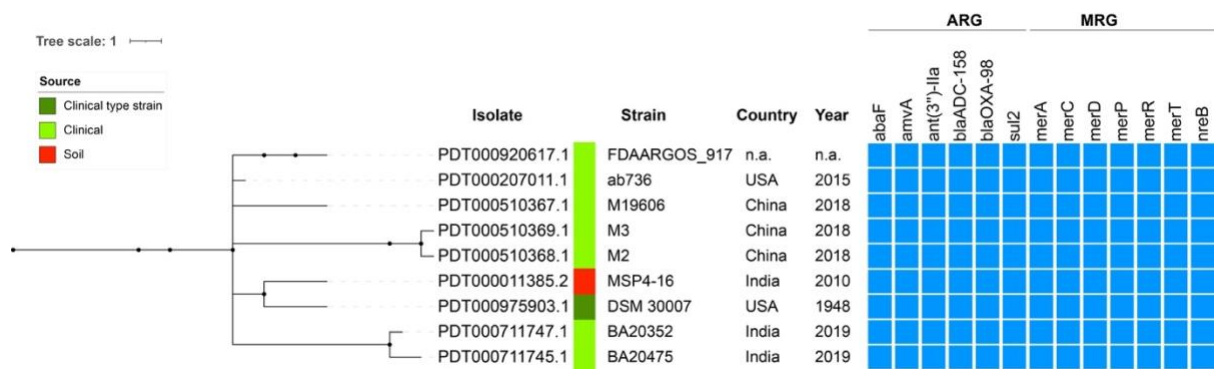 ARG MRG
Tree scale: 1
Source
Clinical type strain
Clinical
Soil
Isolate Strain Country Year abaF amvA ant(3")-IIa blaADC-158 blaOXA-98 sul2 merA merC merD merP merR merT nreB
PDT000920617.1 FDAARGOS_917 n.a. n.a.
PDT000207011.1 ab736 USA 2015
PDT000510367.1 M19606 China 2018
PDT000510369.1 M3 China 2018
PDT000510368.1 M2 China 2018
PDT000011385.2 MSP4-16 India 2010
PDT000975903.1 DSM 30007 USA 1948
PDT000711747.1 BA20352 India 2019
PDT000711745.1 BA20475 India 2019